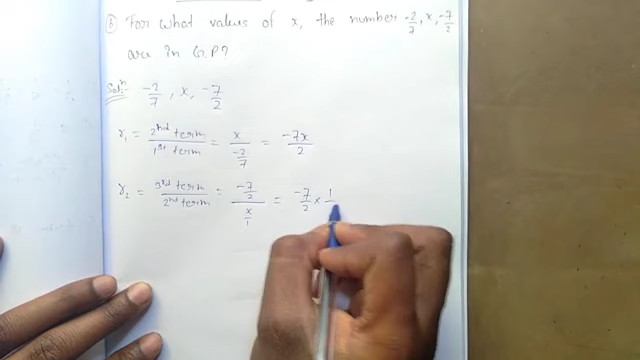 ⑥ For what values of x, the number -2/7, x, -7/2
are in G.P?
Solⁿ:- -2/7, x, -7/2
r₁ = 2nd term / 1st term = x / (-2/7) = -7x/2
r₂ = 3rd term / 2nd term = (-7/2) / (x/1) = -7/2 × 1